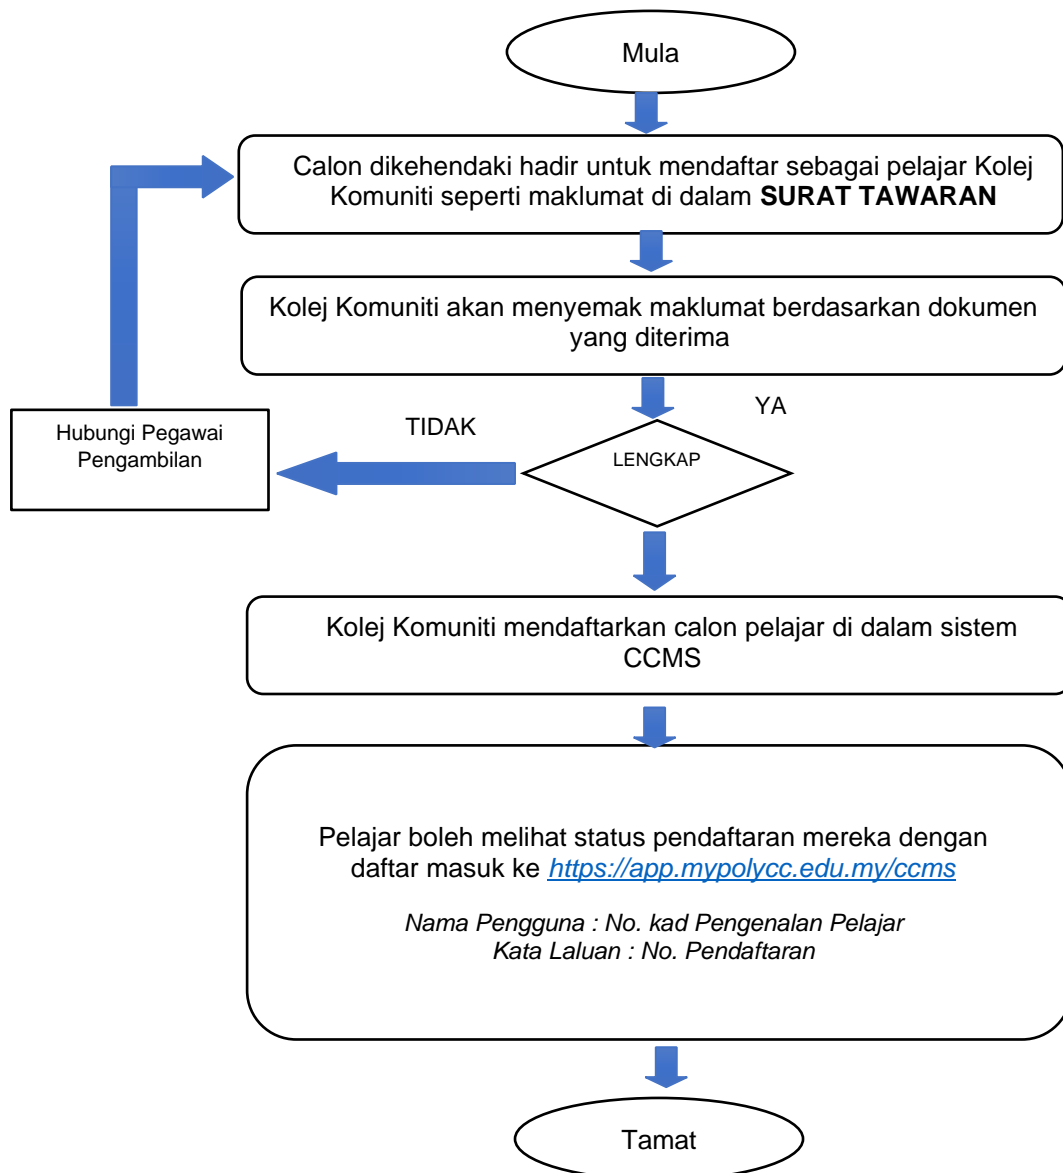 Mula
Calon dikehendaki hadir untuk mendaftar sebagai pelajar Kolej
Komuniti seperti maklumat di dalam SURAT TAWARAN
Kolej Komuniti akan menyemak maklumat berdasarkan dokumen
yang diterima
YA
TIDAK
LENGKAP
Hubungi Pegawai
Pengambilan
Kolej Komuniti mendaftarkan calon pelajar di dalam sistem
CCMS
Pelajar boleh melihat status pendaftaran mereka dengan
daftar masuk ke https://app.mypolycc.edu.my/ccms
Nama Pengguna : No. kad Pengenalan Pelajar
Kata Laluan : No. Pendaftaran
Tamat